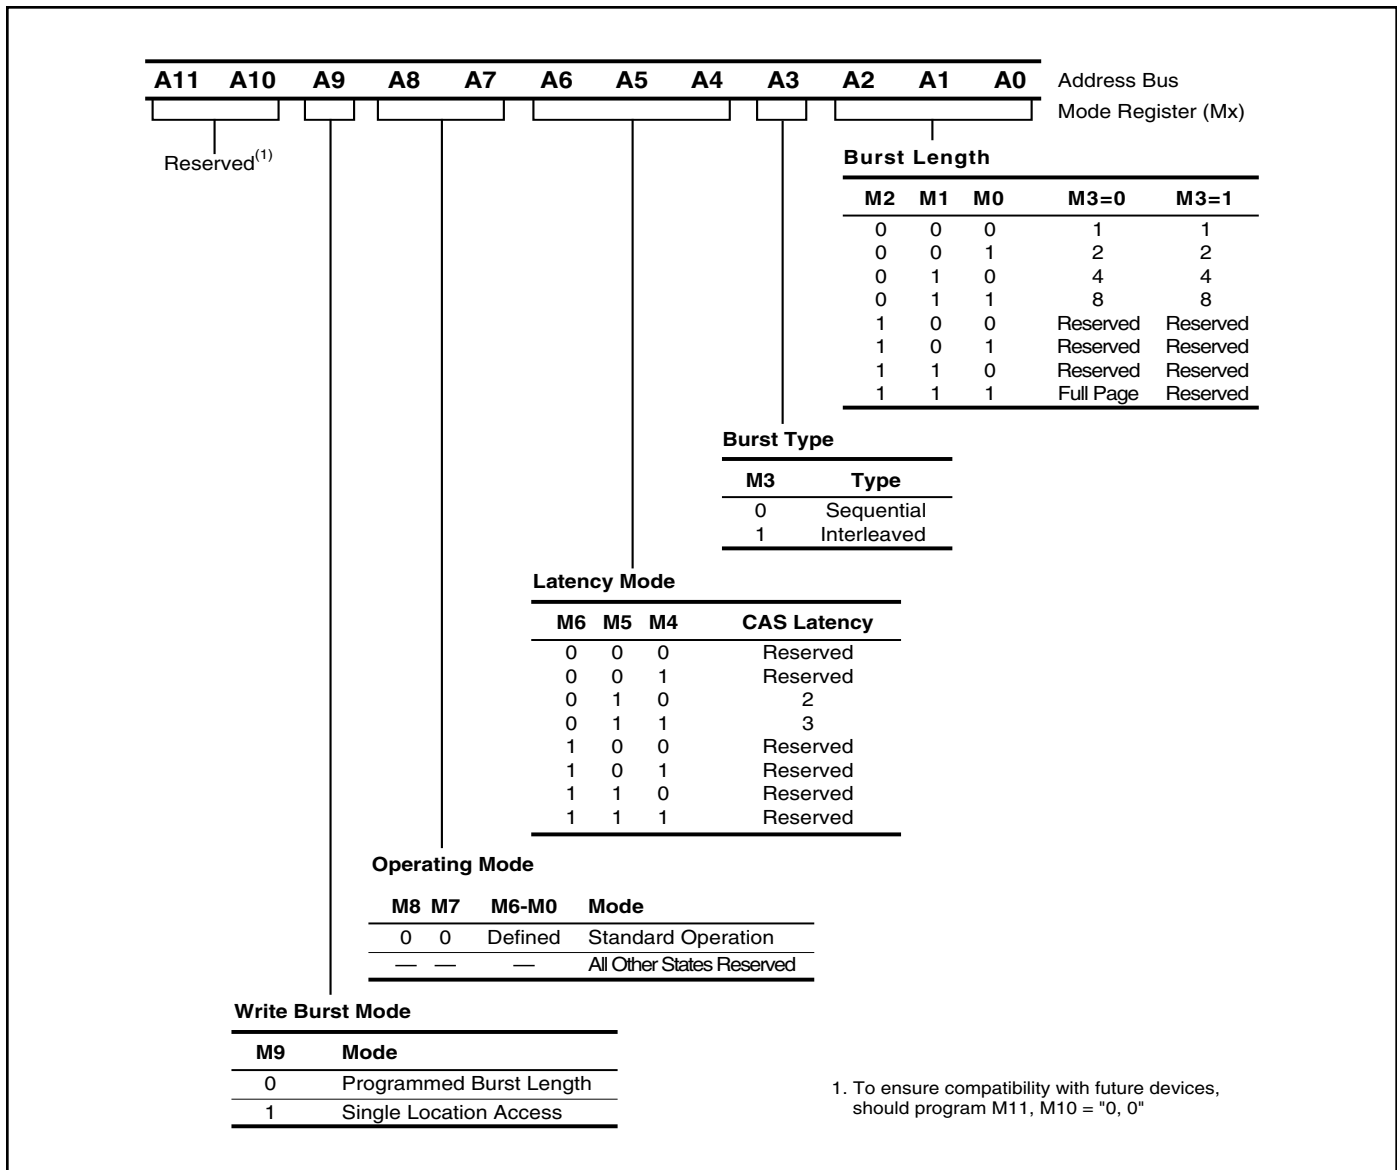 A11 A10 A9 A8 A7 A6 A5 A4 A3 A2 A1 A0 Address Bus
Mode Register (Mx)
Reserved(1)
Burst Length
M2 M1 M0 M3=0 M3=1
0 0 0 1 1
0 0 1 2 2
0 1 0 4 4
0 1 1 8 8
1 0 0 Reserved Reserved
1 0 1 Reserved Reserved
1 1 0 Reserved Reserved
1 1 1 Full Page Reserved
Burst Type
M3 Type
0 Sequential
1 Interleaved
Latency Mode
M6 M5 M4 CAS Latency
0 0 0 Reserved
0 0 1 Reserved
0 1 0 2
0 1 1 3
1 0 0 Reserved
1 0 1 Reserved
1 1 0 Reserved
1 1 1 Reserved
Operating Mode
M8 M7 M6-M0 Mode
0 0 Defined Standard Operation
— — — All Other States Reserved
Write Burst Mode
M9 Mode
0 Programmed Burst Length
1 Single Location Access
1. To ensure compatibility with future devices,
should program M11, M10 = "0, 0"